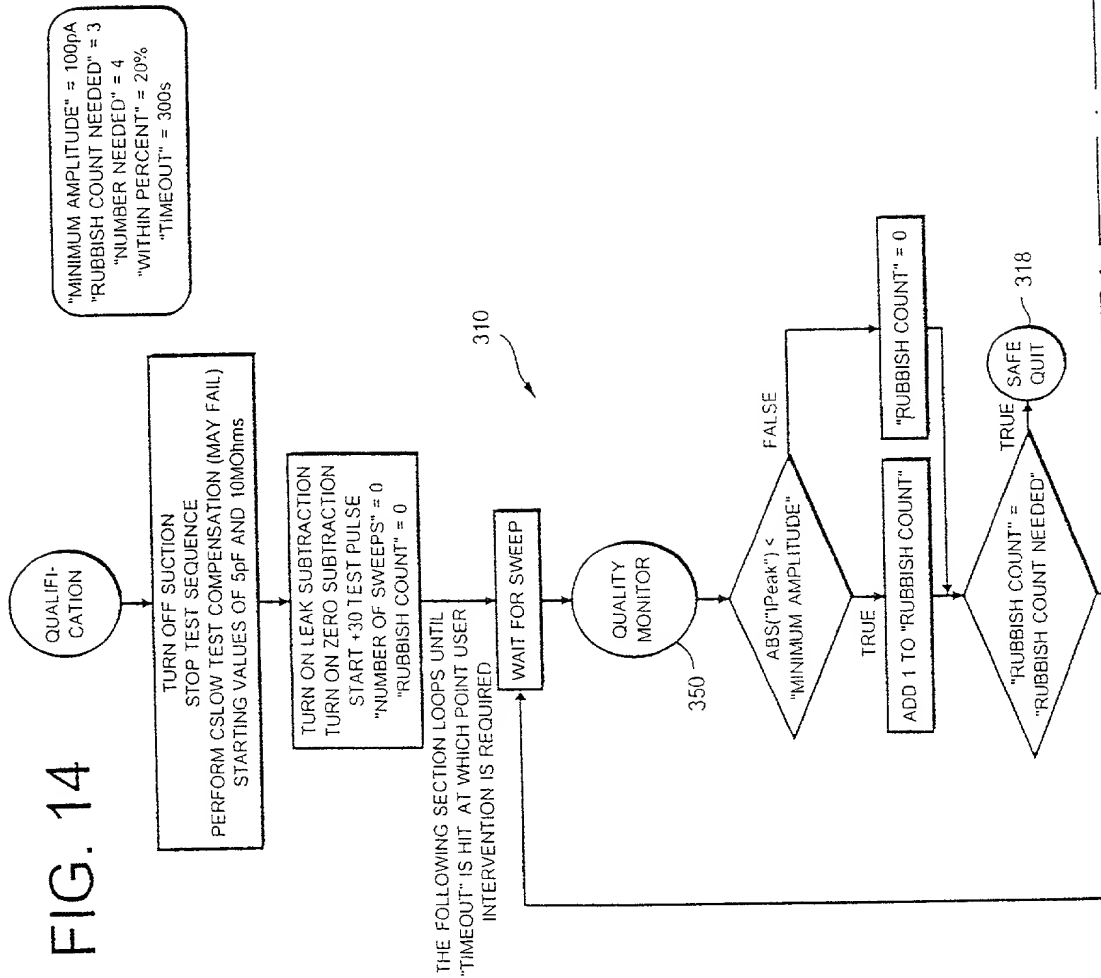 FIG. 14
QUALIFI-
CATION
"MINIMUM AMPLITUDE" = 100pA
"RUBBISH COUNT NEEDED" = 3
"NUMBER NEEDED" = 4
"WITHIN PERCENT" = 20%
"TIMEOUT" = 300s
TURN OFF SUCTION
STOP TEST SEQUENCE
PERFORM CSLOW TEST COMPENSATION (MAY FAIL)
STARTING VALUES OF 5pF AND 10MOhms
TURN ON LEAK SUBTRACTION
TURN ON ZERO SUBTRACTION
START +30 TEST PULSE
"NUMBER OF SWEEPS" = 0
"RUBBISH COUNT" = 0
THE FOLLOWING SECTION LOOPS UNTIL
"TIMEOUT" IS HIT AT WHICH POINT USER
INTERVENTION IS REQUIRED
310
WAIT FOR SWEEP
QUALITY
MONITOR
350
ABS("IPeak") <
"MINIMUM AMPLITUDE"
FALSE
TRUE
ADD 1 TO "RUBBISH COUNT"
"RUBBISH COUNT" = 0
"RUBBISH COUNT" =
"RUBBISH COUNT NEEDED"
TRUE
SAFE
QUIT
318